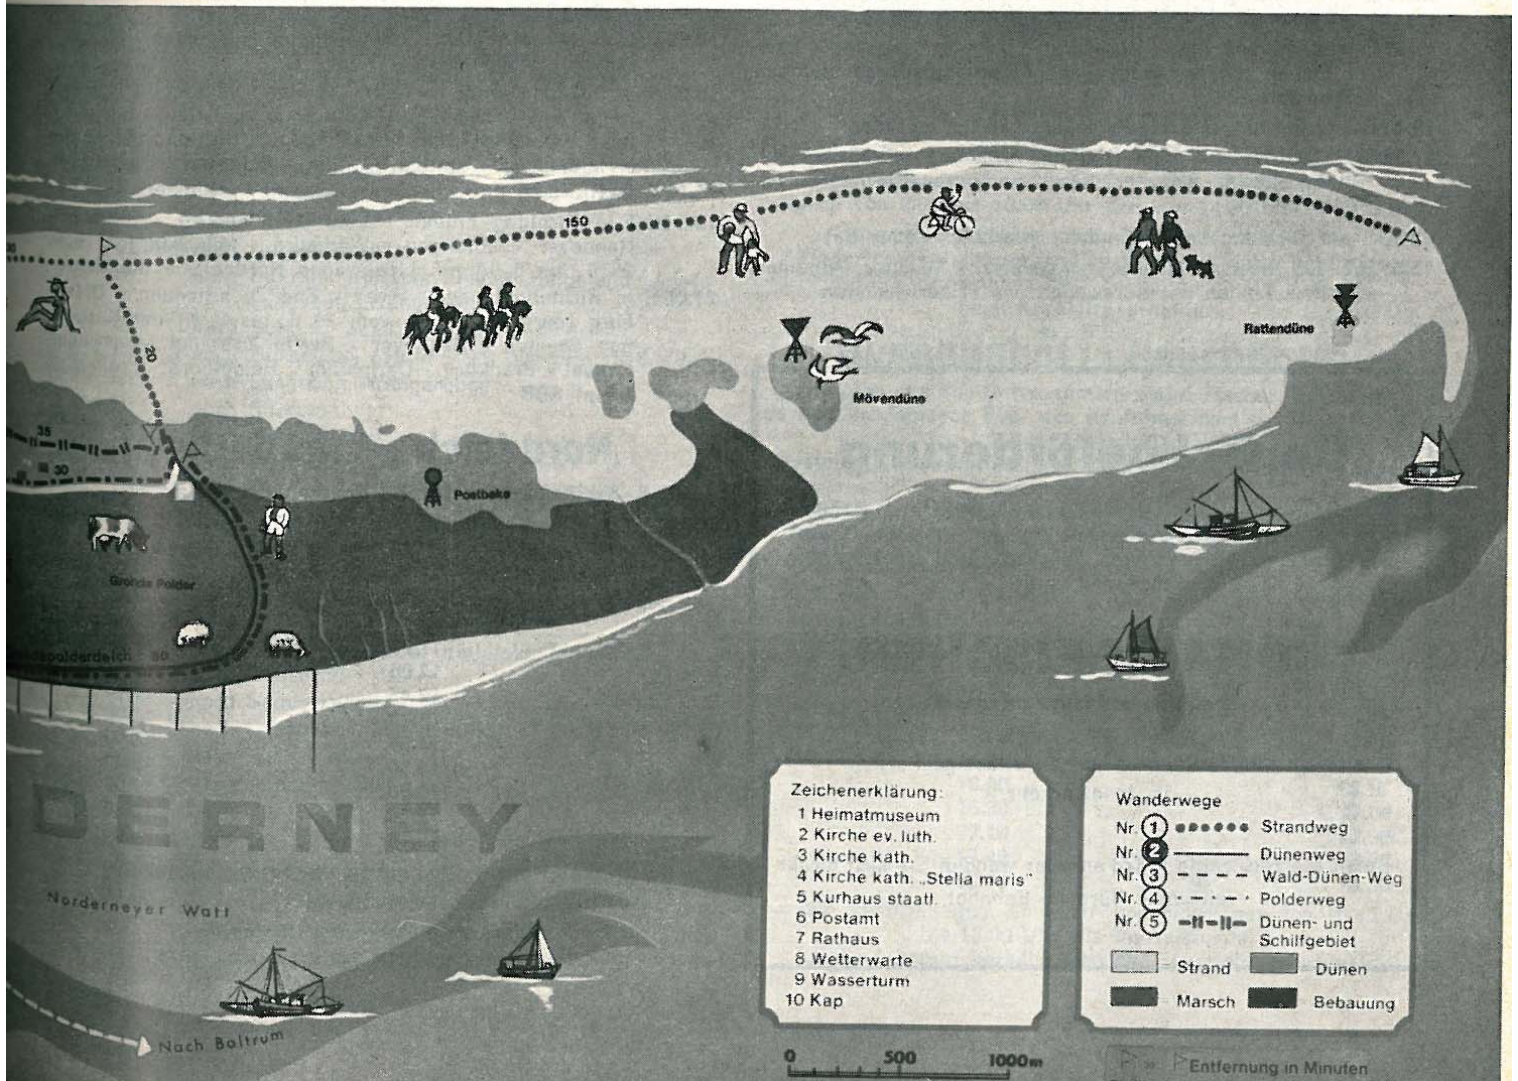 150
20
Rattendüne
Mövendüne
35
30
Postbake
Grohde Polder
polderdeich 80
DERNEY
Norderneyer Watt
Nach Baltrum
Zeichenerklärung:
1 Heimatmuseum
2 Kirche ev. luth.
3 Kirche kath.
4 Kirche kath. „Stella maris"
5 Kurhaus staatl.
6 Postamt
7 Rathaus
8 Wetterwarte
9 Wasserturm
10 Kap
0 500 1000m
Wanderwege
Nr. 1 Strandweg
Nr. 2 Dünenweg
Nr. 3 Wald-Dünen-Weg
Nr. 4 Polderweg
Nr. 5 Dünen- und
Schilfgebiet
Strand Dünen
Marsch Bebauung
Entfernung in Minuten